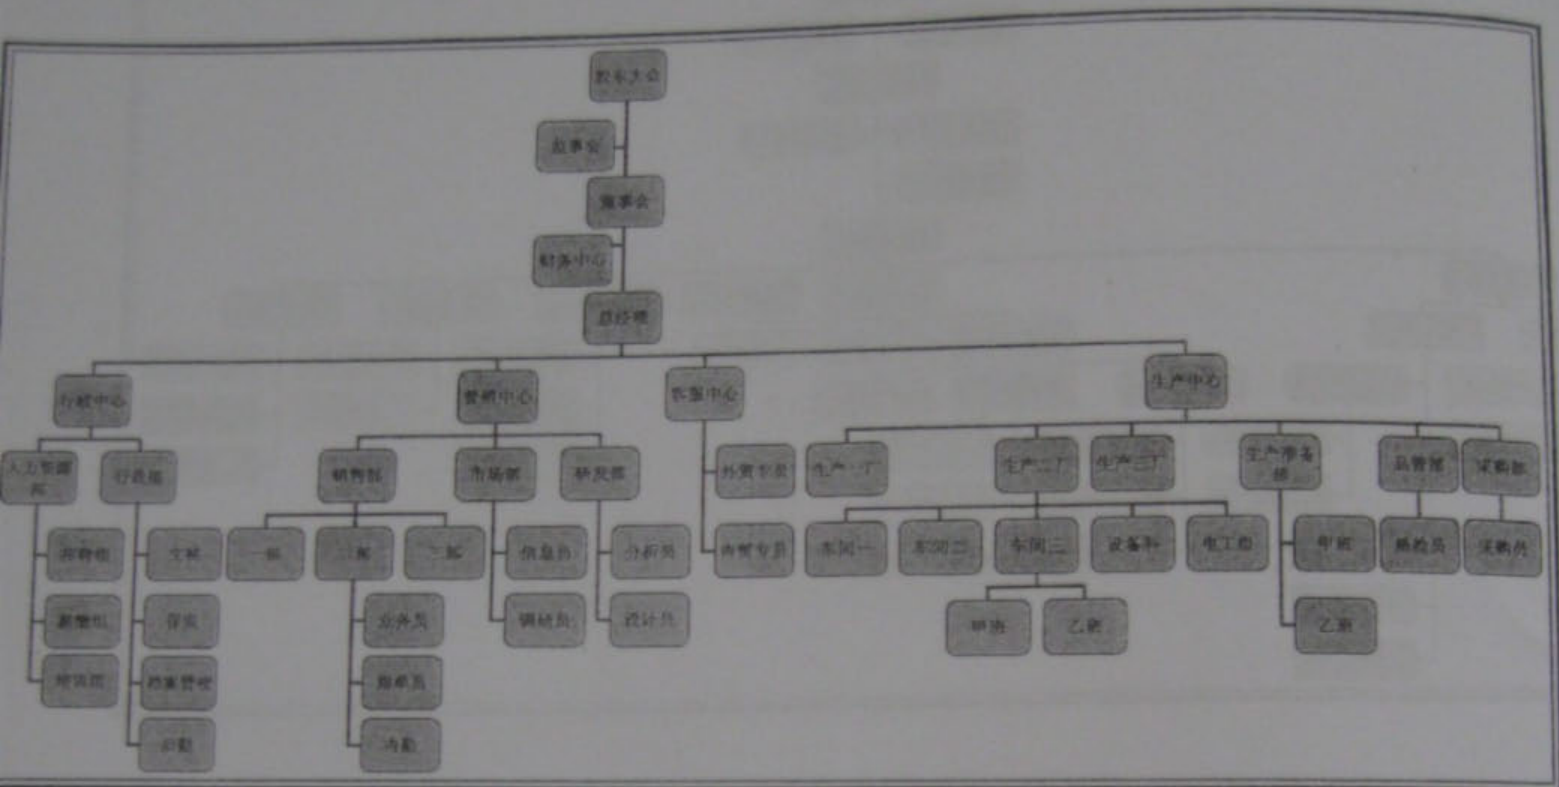 股东大会
监事会
董事会
财务中心
总经理
行政中心
营销中心
客服中心
生产中心
人力资源
部
行政部
销售部
市场部
研发部
外贸专员
生产一厂
生产二厂
生产三厂
生产准备
部
品管部
采购部
招聘组
文秘
一部
二部
三部
信息员
分析员
内贸专员
车间一
车间二
车间三
设备科
电工组
甲班
质检员
采购员
薪酬组
保安
业务员
调研员
设计员
甲班
乙班
乙班
培训组
档案管理
跟单员
后勤
内勤